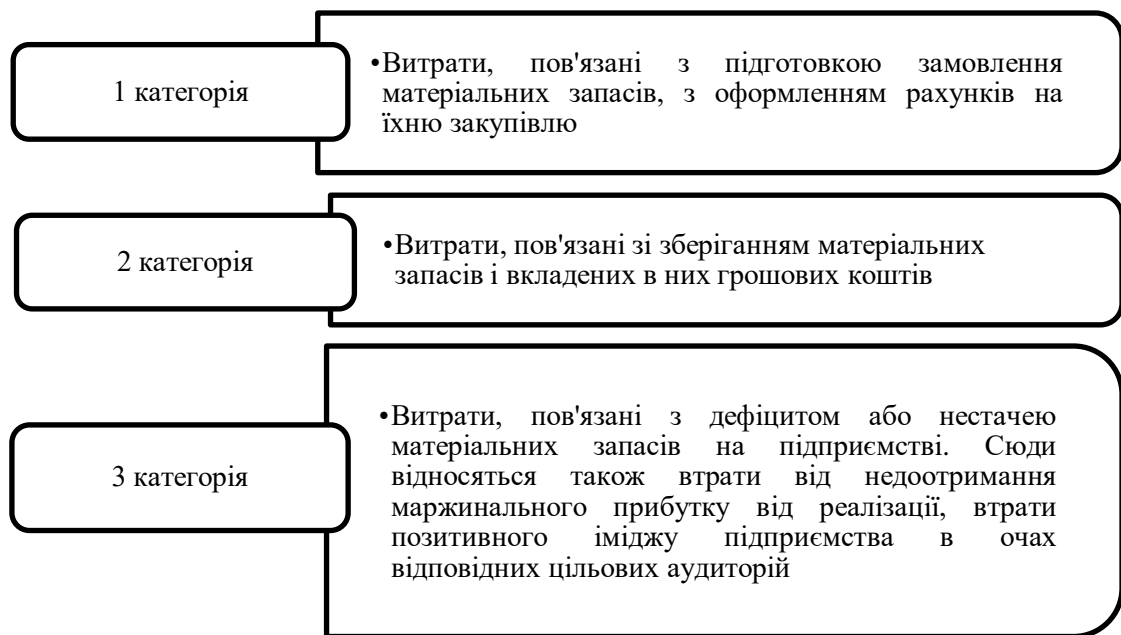 1 категорія
•Витрати, пов'язані з підготовкою замовлення
матеріальних запасів, з оформленням рахунків на
їхню закупівлю
2 категорія
•Витрати, пов'язані зі зберіганням матеріальних
запасів і вкладених в них грошових коштів
3 категорія
•Витрати, пов'язані з дефіцитом або нестачею
матеріальних запасів на підприємстві. Сюди
відносяться також втрати від недоотримання
маржинального прибутку від реалізації, втрати
позитивного іміджу підприємства в очах
відповідних цільових аудиторій